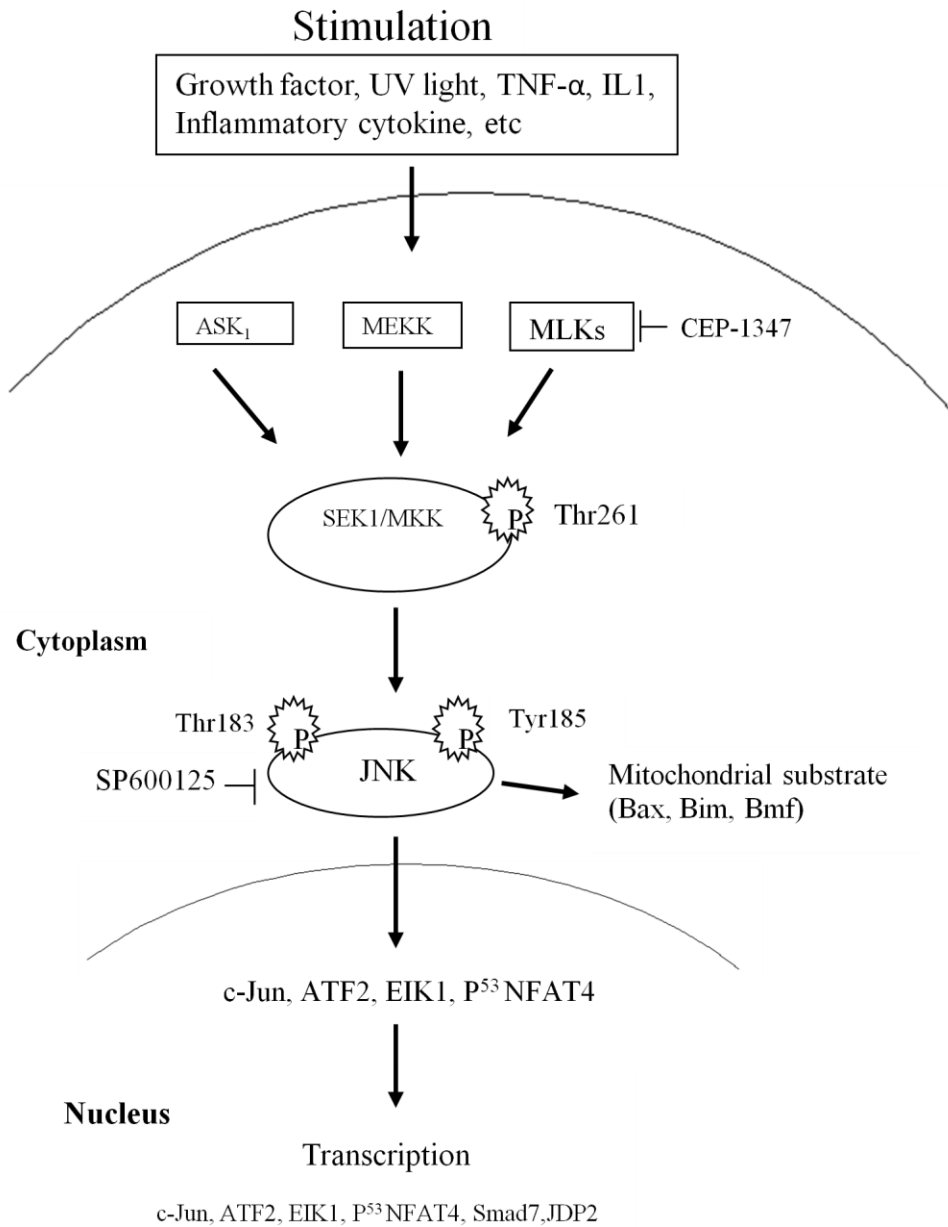 Stimulation
Growth factor, UV light, TNF-α, IL1,
Inflammatory cytokine, etc
ASK₁
MEKK
MLKs
CEP-1347
SEK1/MKK
P
Thr261
Cytoplasm
Thr183
P
P
Tyr185
SP600125
JNK
Mitochondrial substrate
(Bax, Bim, Bmf)
c-Jun, ATF2, EIK1, P⁵³ NFAT4
Nucleus
Transcription
c-Jun, ATF2, EIK1, P⁵³ NFAT4, Smad7,JDP2